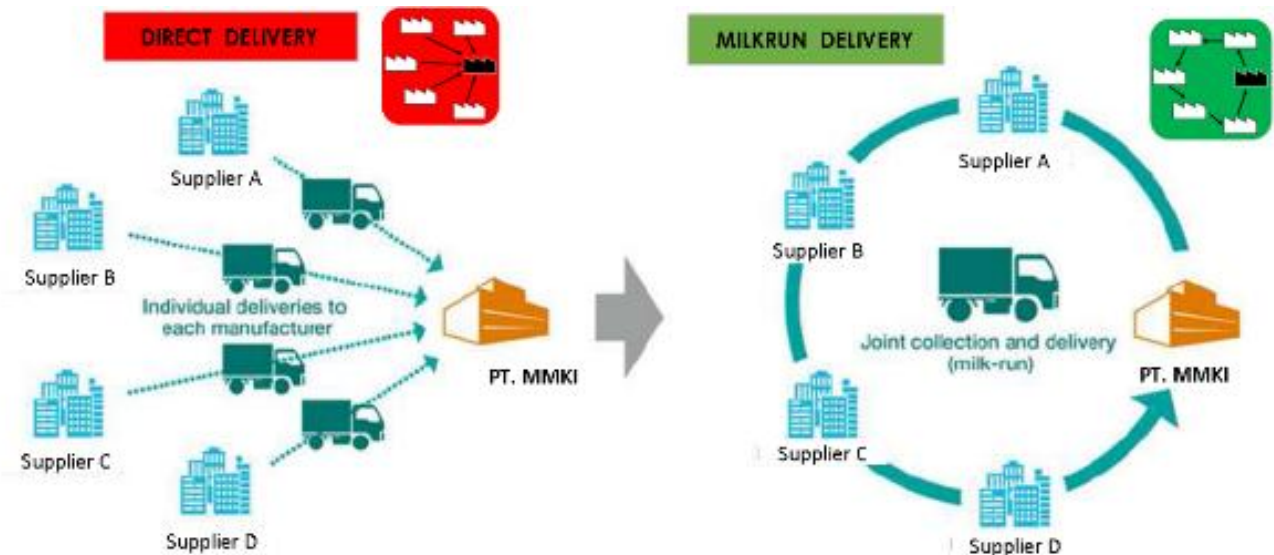 DIRECT DELIVERY
Supplier A
Supplier B
Individual deliveries to
each manufacturer
PT. MMKI
Supplier C
Supplier D
MILKRUN DELIVERY
Supplier A
Supplier B
Joint collection and delivery
(milk-run)
PT. MMKI
Supplier C
Supplier D